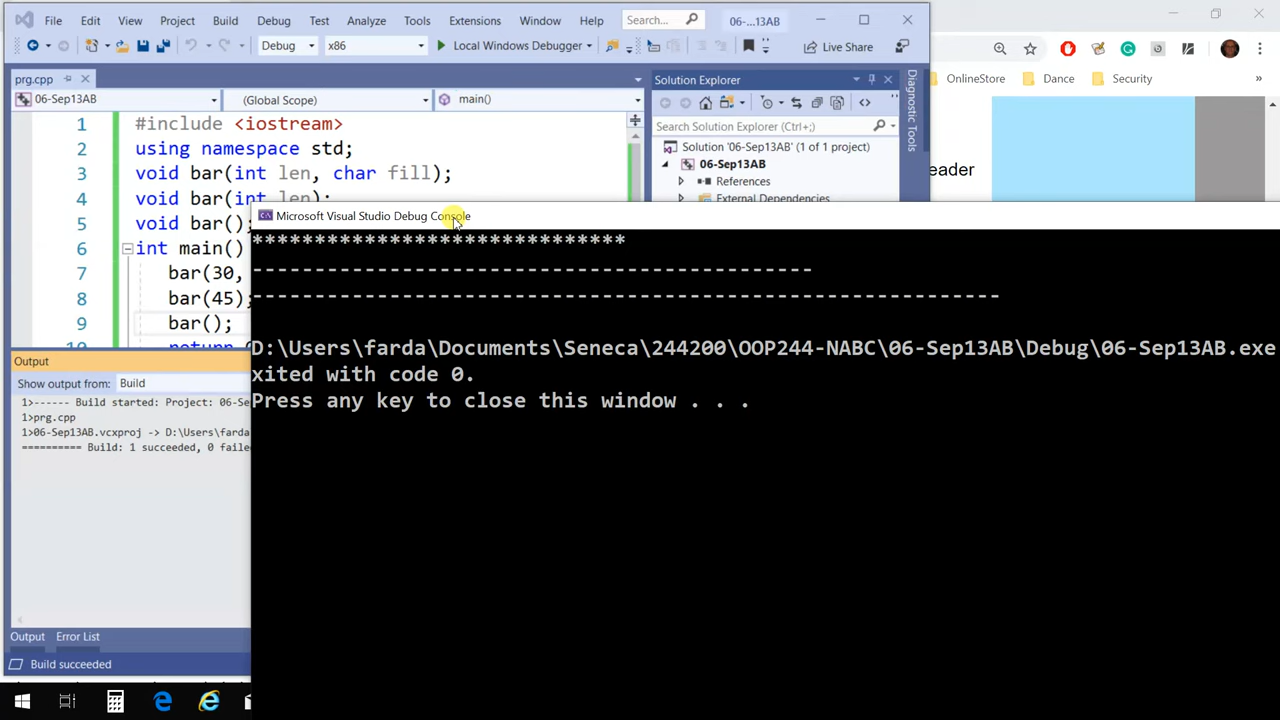 File Edit View Project Build Debug Test Analyze Tools Extensions Window Help Search... 06-...13AB
Debug x86 Local Windows Debugger Live Share
prg.cpp
06-Sep13AB (Global Scope) main()
1 #include <iostream>
2 using namespace std;
3 void bar(int len, char fill);
4 void bar(int len);
5 void bar();
6 int main()
7 bar(30,
8 bar(45);
9 bar();
10 return
Solution Explorer
Search Solution Explorer (Ctrl+;)
Solution '06-Sep13AB' (1 of 1 project)
06-Sep13AB
References
External Dependencies
Diagnostic Tools
OnlineStore Dance Security »
eader
Microsoft Visual Studio Debug Console
******************************
---------------------------------------------
------------------------------------------------------------
D:\Users\farda\Documents\Seneca\244200\OOP244-NABC\06-Sep13AB\Debug\06-Sep13AB.exe
xited with code 0.
Press any key to close this window . . .
Output
Show output from: Build
1>------ Build started: Project: 06-Se
1>prg.cpp
1>06-Sep13AB.vcxproj -> D:\Users\farda
========== Build: 1 succeeded, 0 faile
Output Error List
Build succeeded